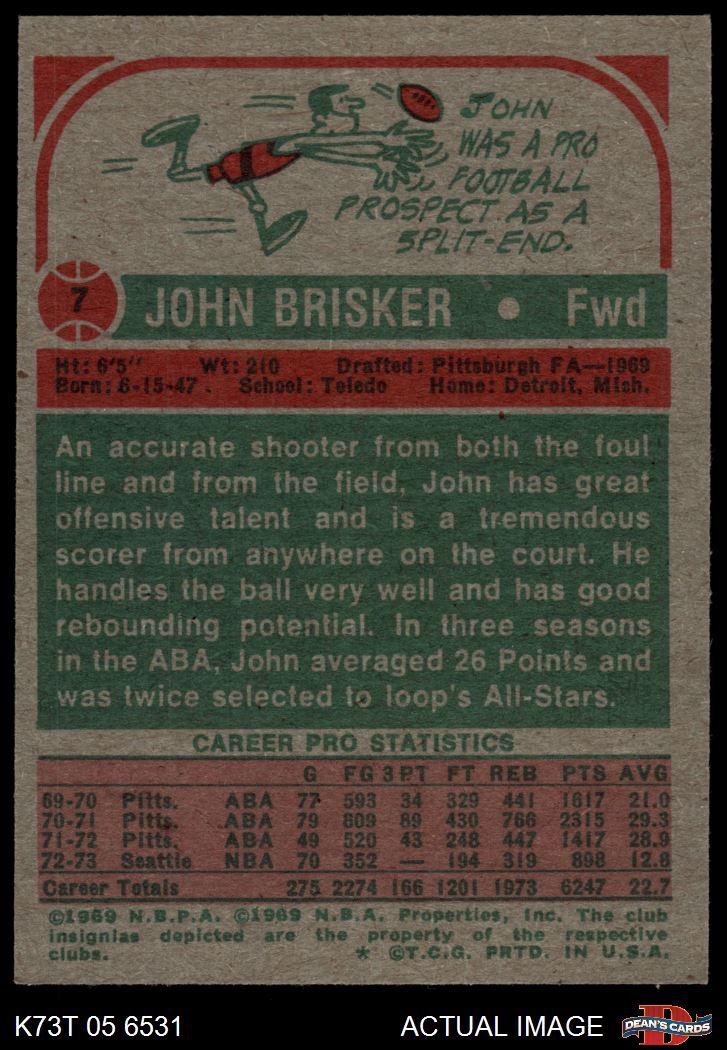 JOHN
WAS A PRO
FOOTBALL
PROSPECT AS A
SPLIT-END.
7 JOHN BRISKER • Fwd
Ht: 6'5" Wt: 210 Drafted: Pittsburgh FA—1969
Born: 6-15-47. School: Toledo Home: Detroit, Mich.
An accurate shooter from both the foul
line and from the field, John has great
offensive talent and is a tremendous
scorer from anywhere on the court. He
handles the ball very well and has good
rebounding potential. In three seasons
in the ABA, John averaged 26 Points and
was twice selected to loop's All-Stars.
CAREER PRO STATISTICS
G FG 3PT FT REB PTS AVG
69-70 Pitts. ABA 77 593 34 329 441 1617 21.0
70-71 Pitts. ABA 79 809 89 430 766 2315 29.3
71-72 Pitts. ABA 49 520 43 248 447 1417 28.9
72-73 Seattle NBA 70 352 — 194 319 898 12.8
Career Totals 275 2274 166 1201 1973 6247 22.7
©1969 N.B.P.A. ©1969 N.B.A. Properties, Inc. The club
insignias depicted are the property of the respective
clubs. * ©T.C.G. PRTD. IN U.S.A.
K73T 05 6531 ACTUAL IMAGE DEAN'S CARDS